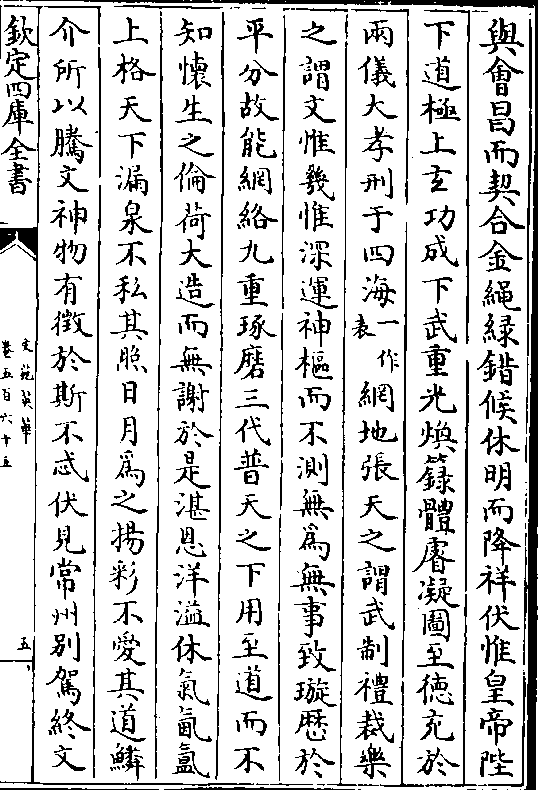 與會昌而契合金繩緑錯候休明而降祥伏惟皇帝陛
下道極上玄功成下武重光煥籙體睿凝圖至德充於
兩儀大孝刑于四海一作表網地張天之謂武制禮裁樂
之謂文惟幾惟深運神樞而不測無爲無事致璇歷於
平分故能網絡九重琢磨三代普天之下用至道而不
知懷生之倫荷大造而無謝於是湛恩洋溢休氣氤氳
上格天下漏泉不私其照日月爲之揚彩不愛其道鱗
介所以騰文神物有徵於斯不忒伏見常州别駕終文
欽定四庫全書
文苑英華
卷五百六十五
五